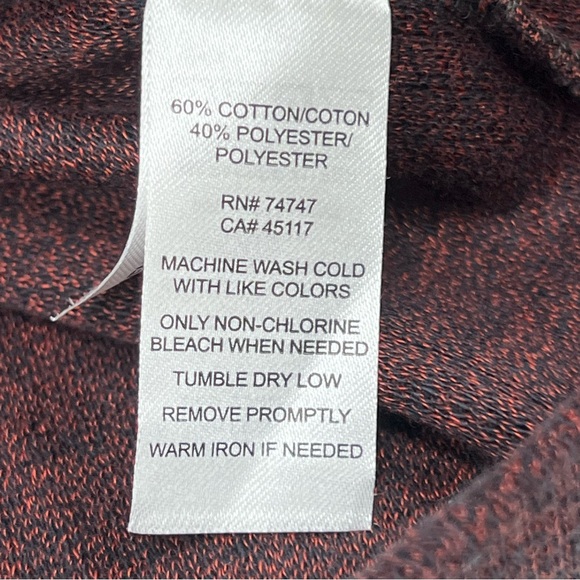 60% COTTON/COTON
40% POLYESTER/
POLYESTER
RN# 74747
CA# 45117
MACHINE WASH COLD
WITH LIKE COLORS
ONLY NON-CHLORINE
BLEACH WHEN NEEDED
TUMBLE DRY LOW
REMOVE PROMPTLY
WARM IRON IF NEEDED